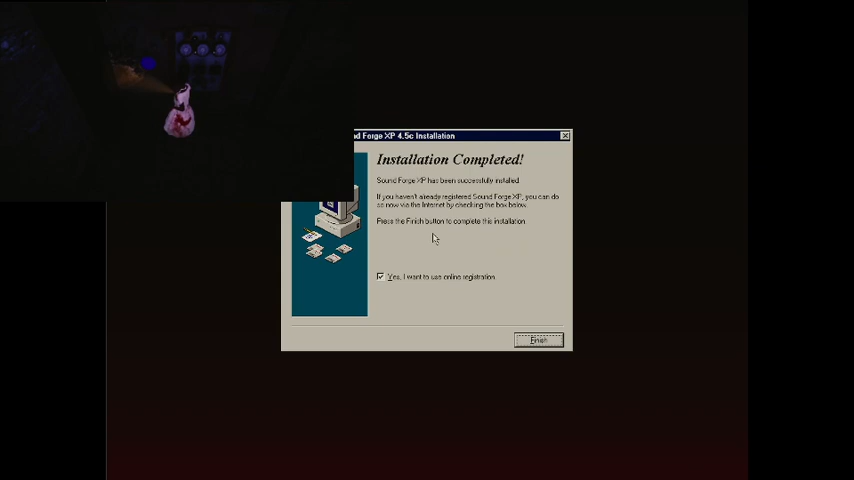 d Forge XP 4.5c Installation
Installation Completed!
Sound Forge XP has been successfully installed.
If you haven't already registered Sound Forge XP, you can do
so now via the Internet by checking the box below.
Press the Finish button to complete this installation.
Yes, I want to use online registration
Finish